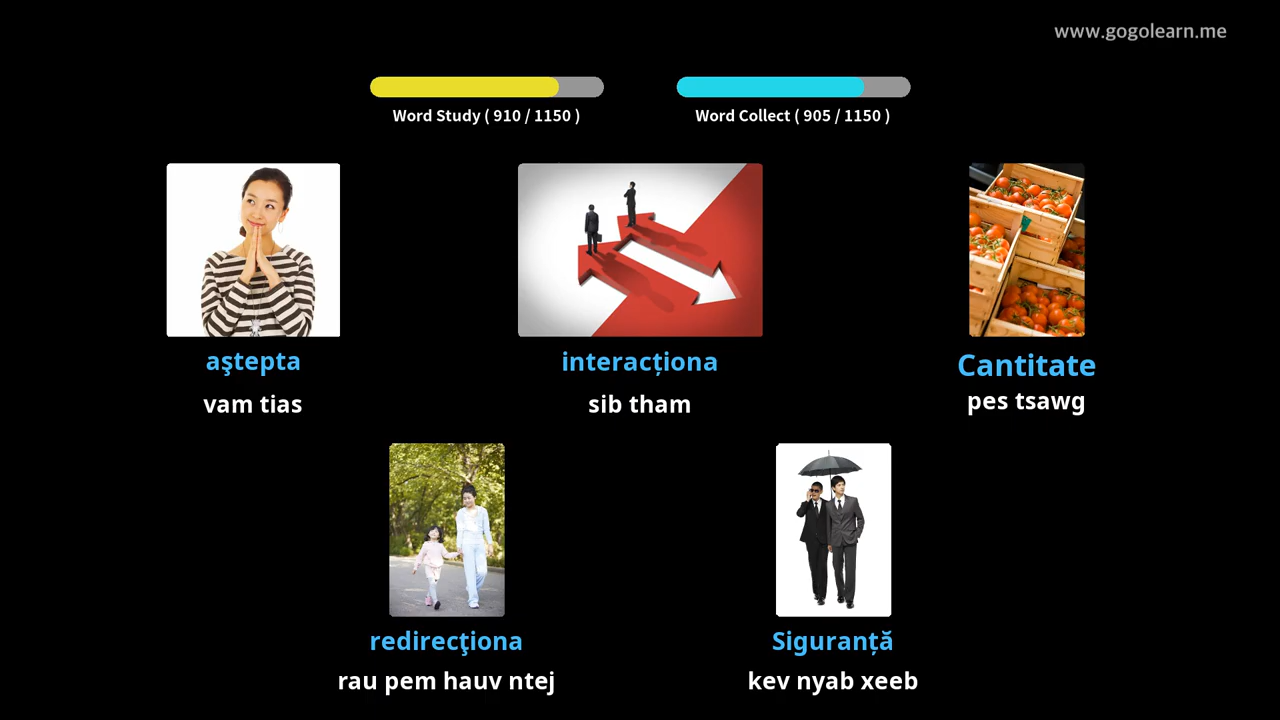 www.gogolearn.me
Word Study ( 910 / 1150 )
Word Collect ( 905 / 1150 )
aştepta
vam tias
interacționa
sib tham
Cantitate
pes tsawg
redirecţiona
rau pem hauv ntej
Siguranță
kev nyab xeeb